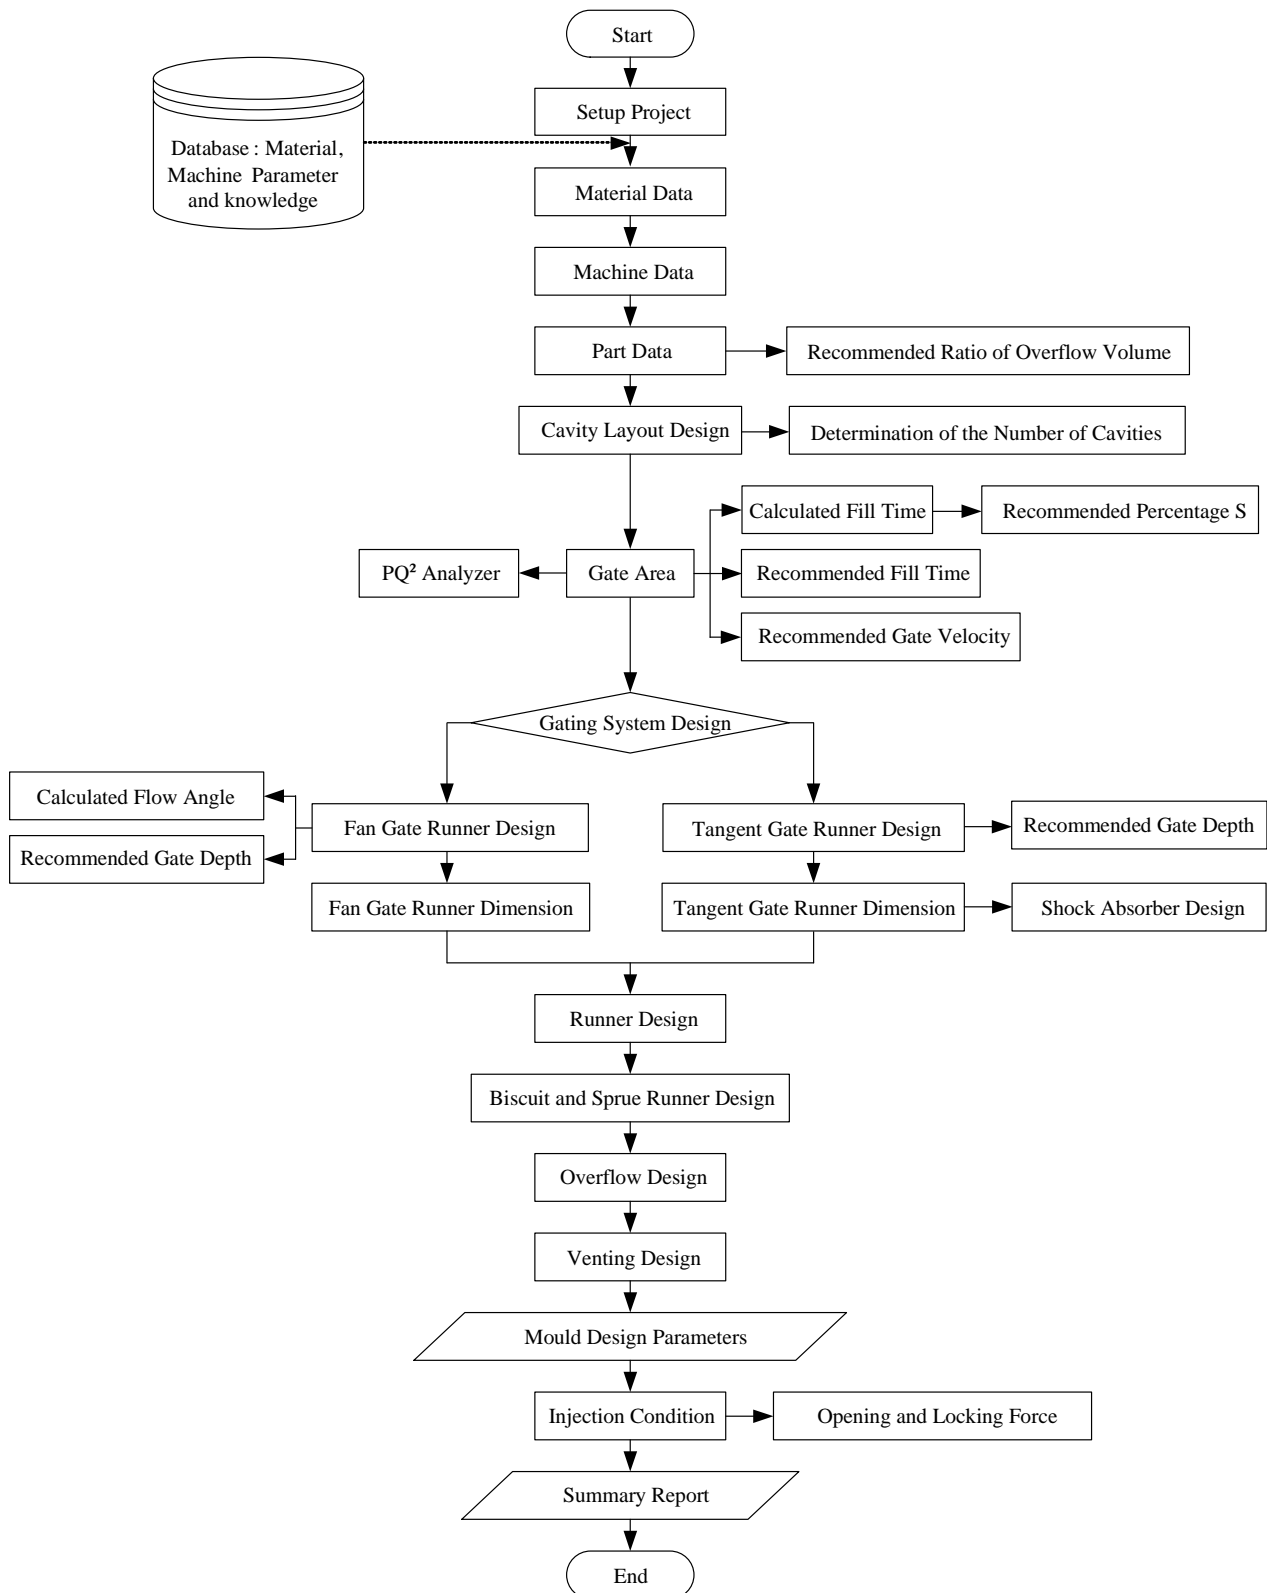 Start
Setup Project
Database : Material,
Machine Parameter
and knowledge
Material Data
Machine Data
Part Data
Recommended Ratio of Overflow Volume
Cavity Layout Design
Determination of the Number of Cavities
Calculated Fill Time
Recommended Percentage S
PQ² Analyzer
Gate Area
Recommended Fill Time
Recommended Gate Velocity
Gating System Design
Calculated Flow Angle
Fan Gate Runner Design
Tangent Gate Runner Design
Recommended Gate Depth
Recommended Gate Depth
Fan Gate Runner Dimension
Tangent Gate Runner Dimension
Shock Absorber Design
Runner Design
Biscuit and Sprue Runner Design
Overflow Design
Venting Design
Mould Design Parameters
Injection Condition
Opening and Locking Force
Summary Report
End